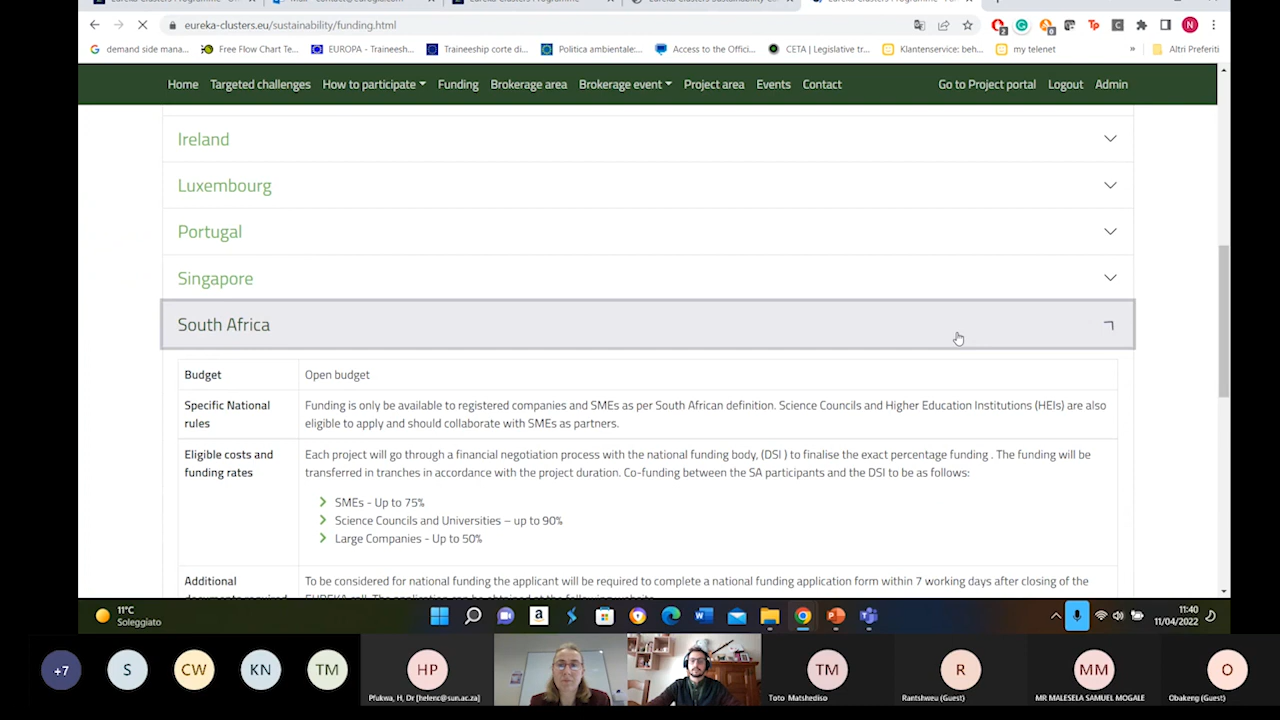 Eureka Clusters Programme
eureka-clusters.eu/sustainability/funding.html
demand side mana... Free Flow Chart Te... EUROPA - Traineesh... Traineeship corte di... Politica ambientale:... Access to the Offici... CETA | Legislative tr... Klantenservice: beh... my telenet » Altri Preferiti
Home Targeted challenges How to participate Funding Brokerage area Brokerage event Project area Events Contact Go to Project portal Logout Admin
Ireland
Luxembourg
Portugal
Singapore
South Africa
Budget Open budget
Specific National Funding is only be available to registered companies and SMEs as per South African definition. Science Councils and Higher Education Institutions (HEIs) are also
rules eligible to apply and should collaborate with SMEs as partners.
Eligible costs and Each project will go through a financial negotiation process with the national funding body, (DSI ) to finalise the exact percentage funding . The funding will be
funding rates transferred in tranches in accordance with the project duration. Co-funding between the SA participants and the DSI to be as follows:
SMEs - Up to 75%
Science Councils and Universities – up to 90%
Large Companies - Up to 50%
Additional To be considered for national funding the applicant will be required to complete a national funding application form within 7 working days after closing of the
11°C
Soleggiato
11:40
11/04/2022
+7 S CW KN TM HP TM R MM O
Pfukwa, H, Dr [helenc@sun.ac.za] Toto Matshediso Rantshweu (Guest) MR MALESELA SAMUEL MOGALE Obakeng (Guest)